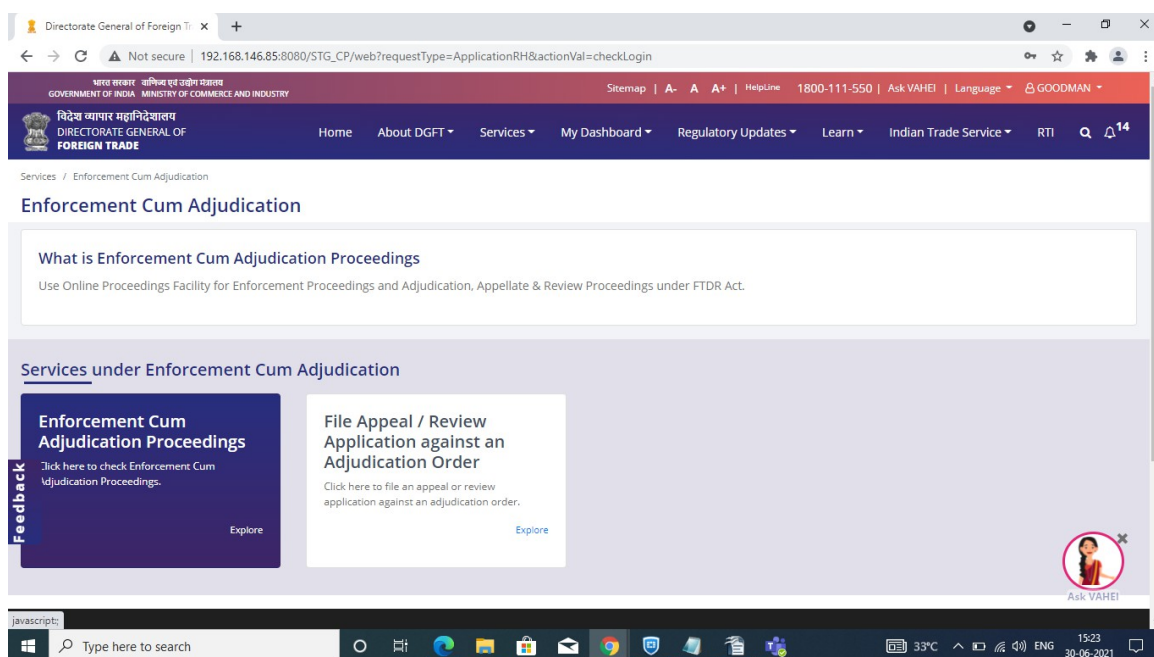 Directorate General of Foreign Tr
Not secure | 192.168.146.85:8080/STG_CP/web?requestType=ApplicationRH&actionVal=checkLogin
भारत सरकार वाणिज्य एवं उद्योग मंत्रालय
GOVERNMENT OF INDIA MINISTRY OF COMMERCE AND INDUSTRY
Sitemap | A- A A+ | HelpLine 1800-111-550 | Ask VAHEI | Language GOODMAN
विदेश व्यापार महानिदेशालय
DIRECTORATE GENERAL OF
FOREIGN TRADE
Home About DGFT Services My Dashboard Regulatory Updates Learn Indian Trade Service RTI 14
Services / Enforcement Cum Adjudication
Enforcement Cum Adjudication
What is Enforcement Cum Adjudication Proceedings
Use Online Proceedings Facility for Enforcement Proceedings and Adjudication, Appellate & Review Proceedings under FTDR Act.
Services under Enforcement Cum Adjudication
Enforcement Cum
Adjudication Proceedings
Click here to check Enforcement Cum
Adjudication Proceedings.
Explore
File Appeal / Review
Application against an
Adjudication Order
Click here to file an appeal or review
application against an adjudication order.
Explore
Feedback
Ask VAHEI
javascript:;
Type here to search
33°C ENG
15:23
30-06-2021